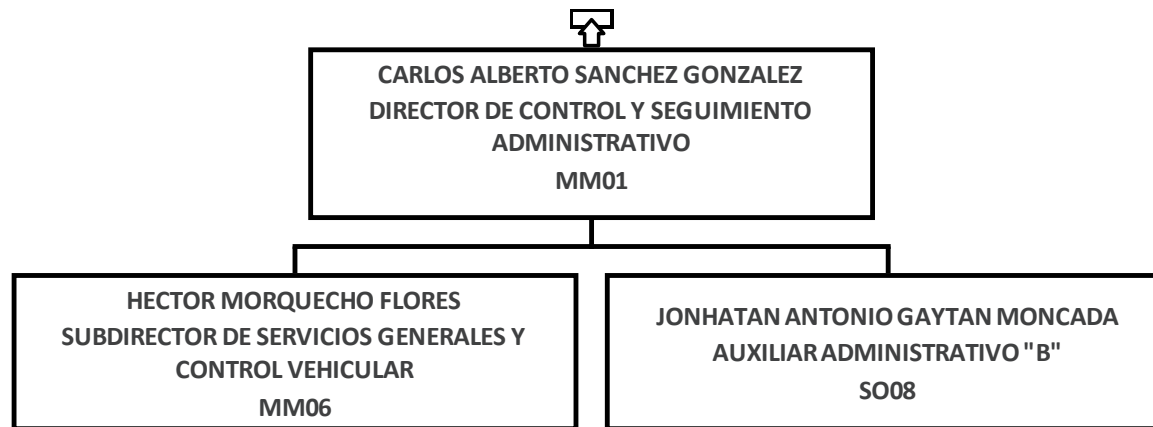 CARLOS ALBERTO SANCHEZ GONZALEZ
DIRECTOR DE CONTROL Y SEGUIMIENTO
ADMINISTRATIVO
MM01
HECTOR MORQUECHO FLORES
SUBDIRECTOR DE SERVICIOS GENERALES Y
CONTROL VEHICULAR
MM06
JONHATAN ANTONIO GAYTAN MONCADA
AUXILIAR ADMINISTRATIVO "B"
SO08